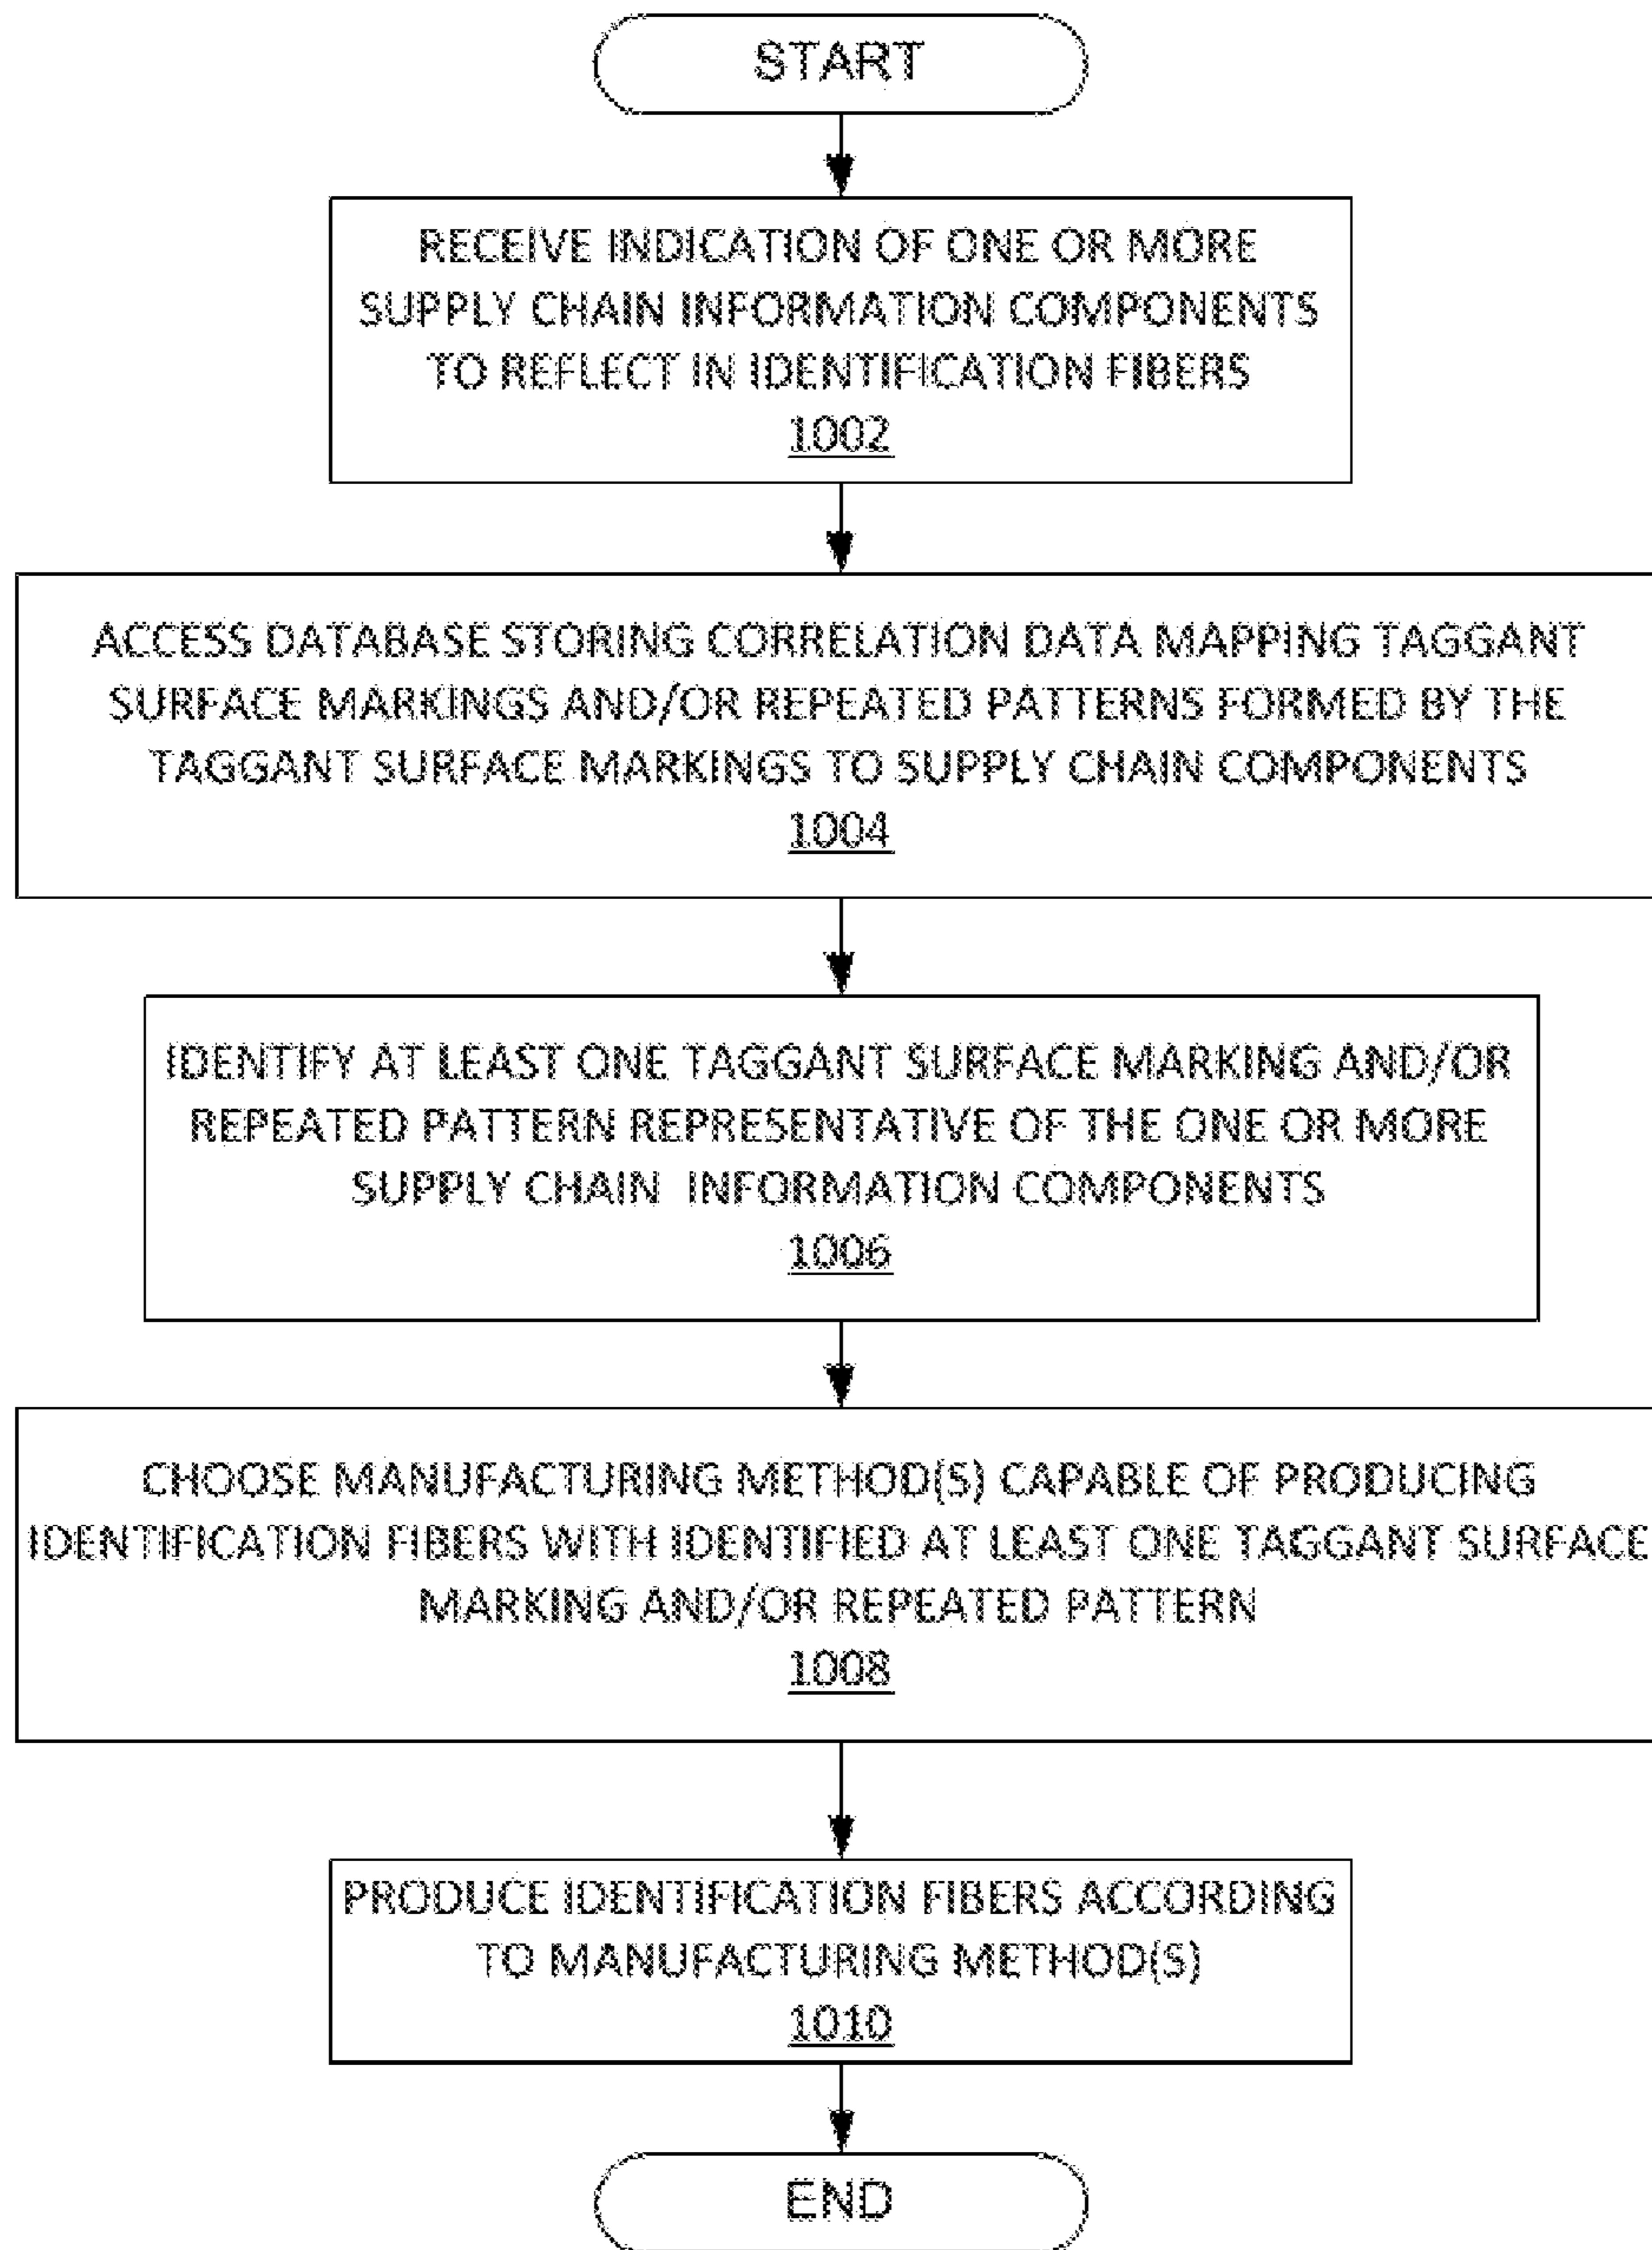 START
RECEIVE INDICATION OF ONE OR MORE
SUPPLY CHAIN INFORMATION COMPONENTS
TO REFLECT IN IDENTIFICATION FIBERS
1002
ACCESS DATABASE STORING CORRELATION DATA MAPPING TAGGANT
SURFACE MARKINGS AND/OR REPEATED PATTERNS FORMED BY THE
TAGGANT SURFACE MARKINGS TO SUPPLY CHAIN COMPONENTS
1004
IDENTIFY AT LEAST ONE TAGGANT SURFACE MARKING AND/OR
REPEATED PATTERN REPRESENTATIVE OF THE ONE OR MORE
SUPPLY CHAIN INFORMATION COMPONENTS
1006
CHOOSE MANUFACTURING METHOD(S) CAPABLE OF PRODUCING
IDENTIFICATION FIBERS WITH IDENTIFIED AT LEAST ONE TAGGANT SURFACE
MARKING AND/OR REPEATED PATTERN
1008
PRODUCE IDENTIFICATION FIBERS ACCORDING
TO MANUFACTURING METHOD(S)
1010
END